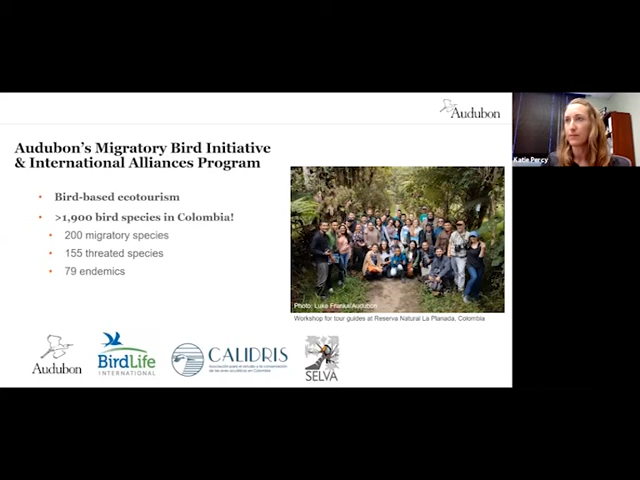 Audubon
Audubon's Migratory Bird Initiative
& International Alliances Program
• Bird-based ecotourism
• >1,900 bird species in Colombia!
• 200 migratory species
• 155 threated species
• 79 endemics
Katie Percy
Photo: Luke Franke/Audubon
Workshop for tour guides at Reserva Natural La Planada, Colombia
Audubon
BirdLife
INTERNATIONAL
CALIDRIS
Asociación para el estudio y la conservación
de las aves acuáticas en Colombia
SELVA